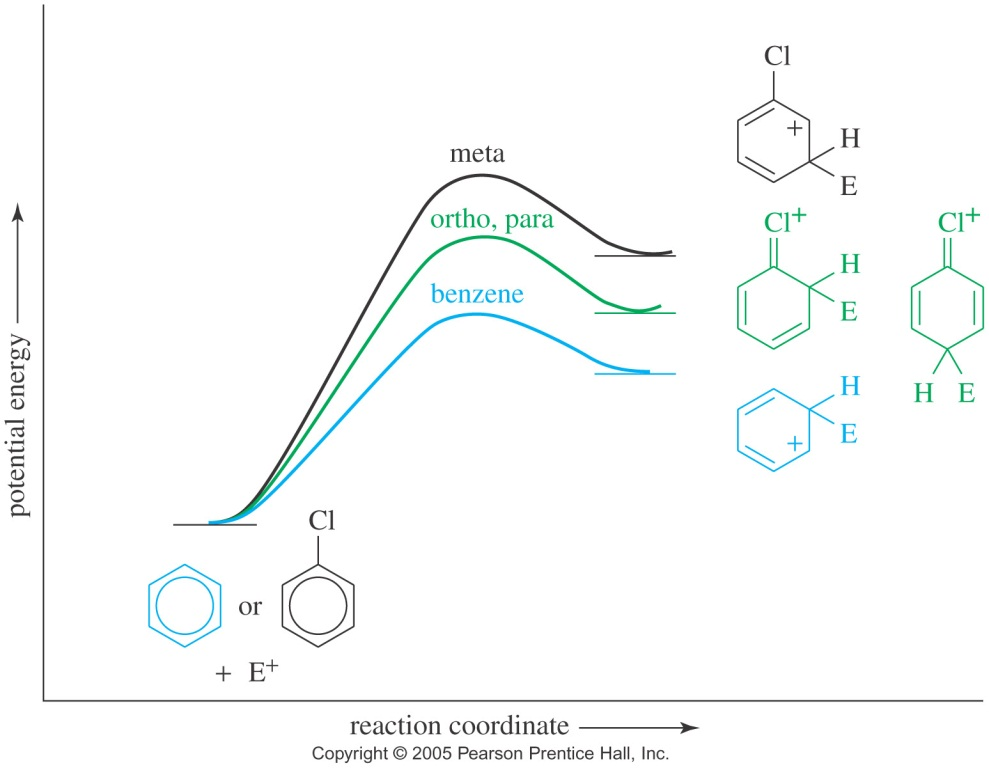 Cl
+
H
E
meta
ortho, para
benzene
Cl+
H
E
Cl+
H E
H
E
+
potential energy
Cl
or
+ E+
reaction coordinate
Copyright © 2005 Pearson Prentice Hall, Inc.